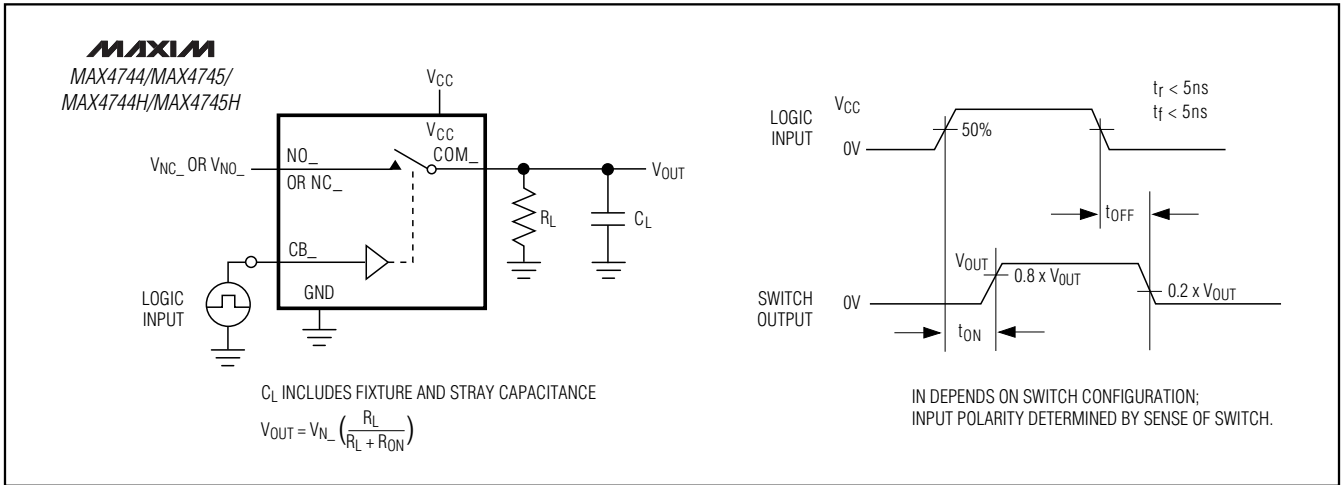 MAXIM
MAX4744/MAX4745/
MAX4744H/MAX4745H
VCC
VCC
VNC_ OR VNO_
NO_
OR NC_
COM_
VOUT
RL
CL
CB_
GND
LOGIC
INPUT
CL INCLUDES FIXTURE AND STRAY CAPACITANCE
VOUT = VN_ (RL / (RL + RON))
LOGIC
INPUT
VCC
0V
50%
tr < 5ns
tf < 5ns
tOFF
SWITCH
OUTPUT
VOUT
0V
0.8 x VOUT
0.2 x VOUT
tON
IN DEPENDS ON SWITCH CONFIGURATION;
INPUT POLARITY DETERMINED BY SENSE OF SWITCH.